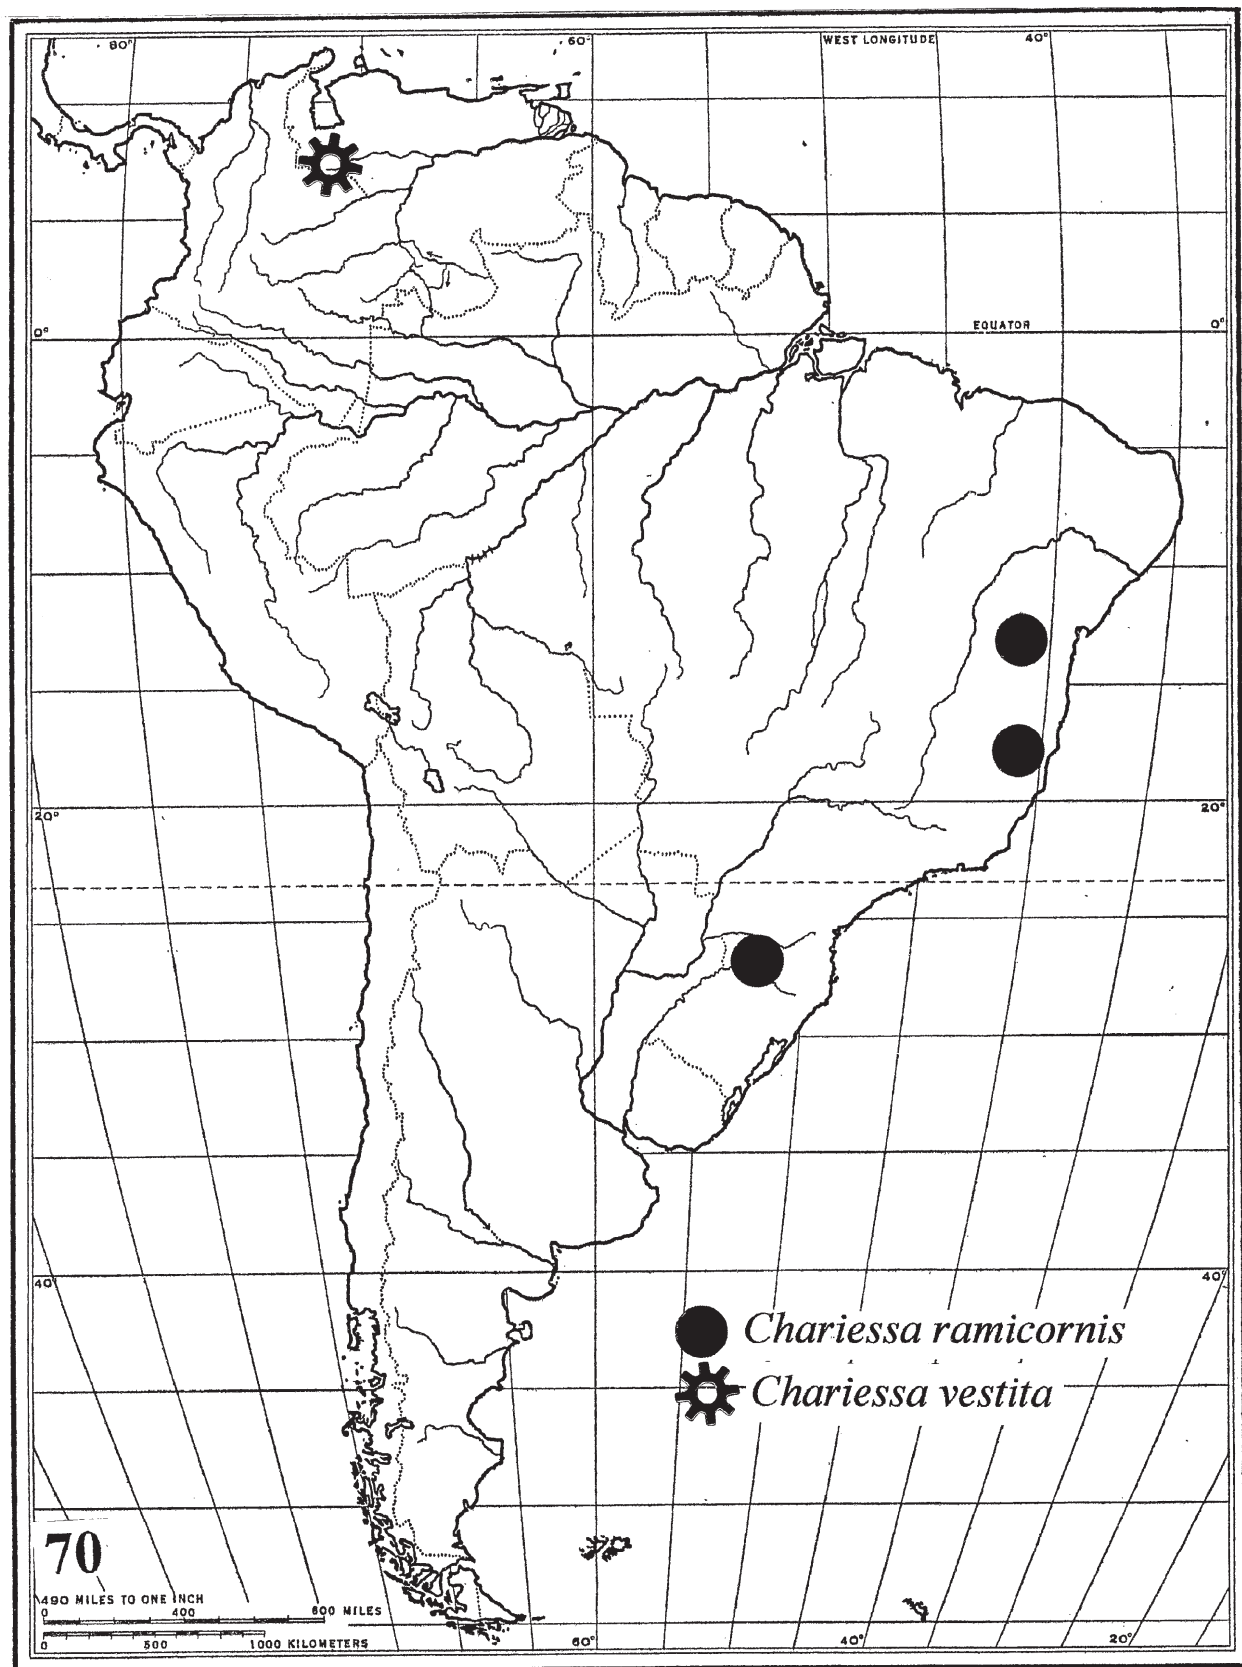 80° 60° WEST LONGITUDE 40°
0° EQUATOR 0°
20° 20°
40° 40°
Chariessa ramicornis
Chariessa vestita
70
490 MILES TO ONE INCH
0 400 800 MILES
0 500 1000 KILOMETERS
60° 40° 20°